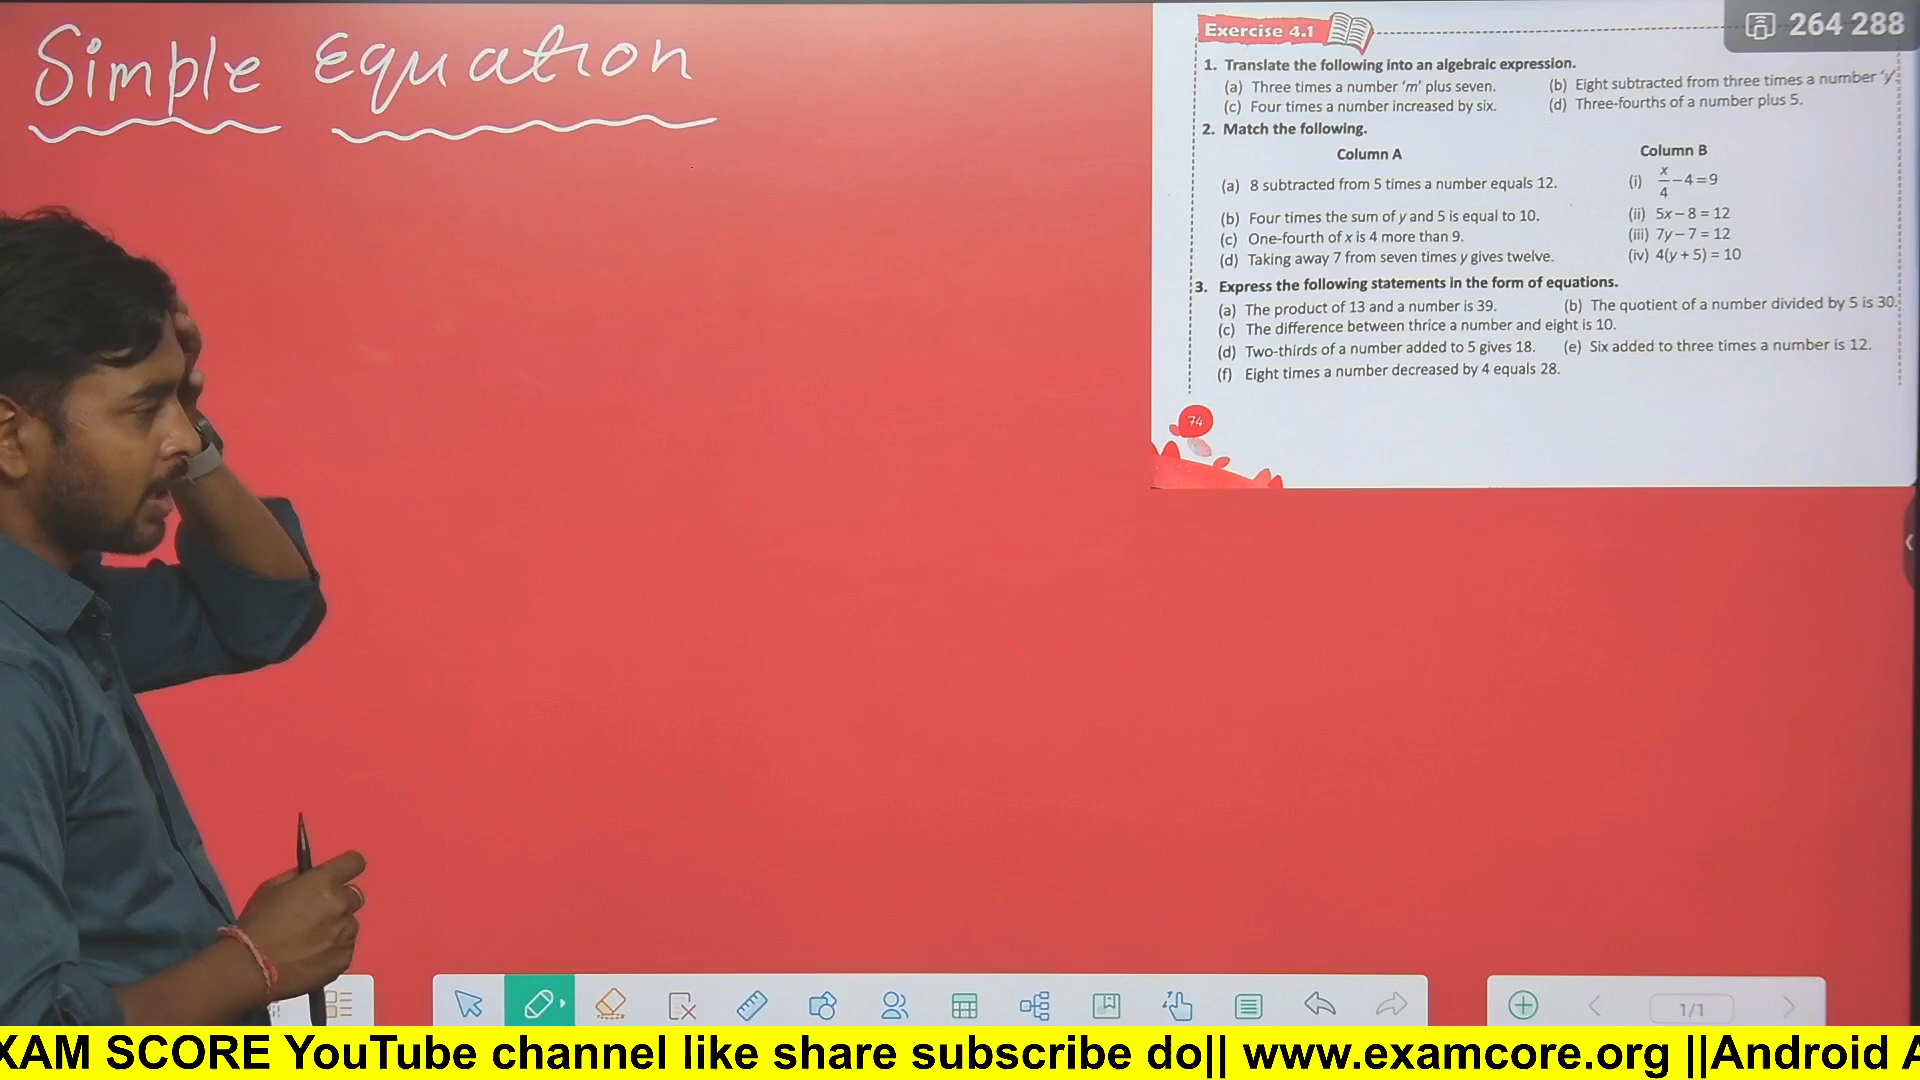 Simple Equation
264 288
Exercise 4.1
1. Translate the following into an algebraic expression.
(a) Three times a number 'm' plus seven. (b) Eight subtracted from three times a number 'y'.
(c) Four times a number increased by six. (d) Three-fourths of a number plus 5.
2. Match the following.
Column A Column B
(a) 8 subtracted from 5 times a number equals 12. (i) x/4 − 4 = 9
(b) Four times the sum of y and 5 is equal to 10. (ii) 5x − 8 = 12
(c) One-fourth of x is 4 more than 9. (iii) 7y − 7 = 12
(d) Taking away 7 from seven times y gives twelve. (iv) 4(y + 5) = 10
3. Express the following statements in the form of equations.
(a) The product of 13 and a number is 39. (b) The quotient of a number divided by 5 is 30.
(c) The difference between thrice a number and eight is 10.
(d) Two-thirds of a number added to 5 gives 18. (e) Six added to three times a number is 12.
(f) Eight times a number decreased by 4 equals 28.
74
1/1
XAM SCORE YouTube channel like share subscribe do|| www.examcore.org ||Android A